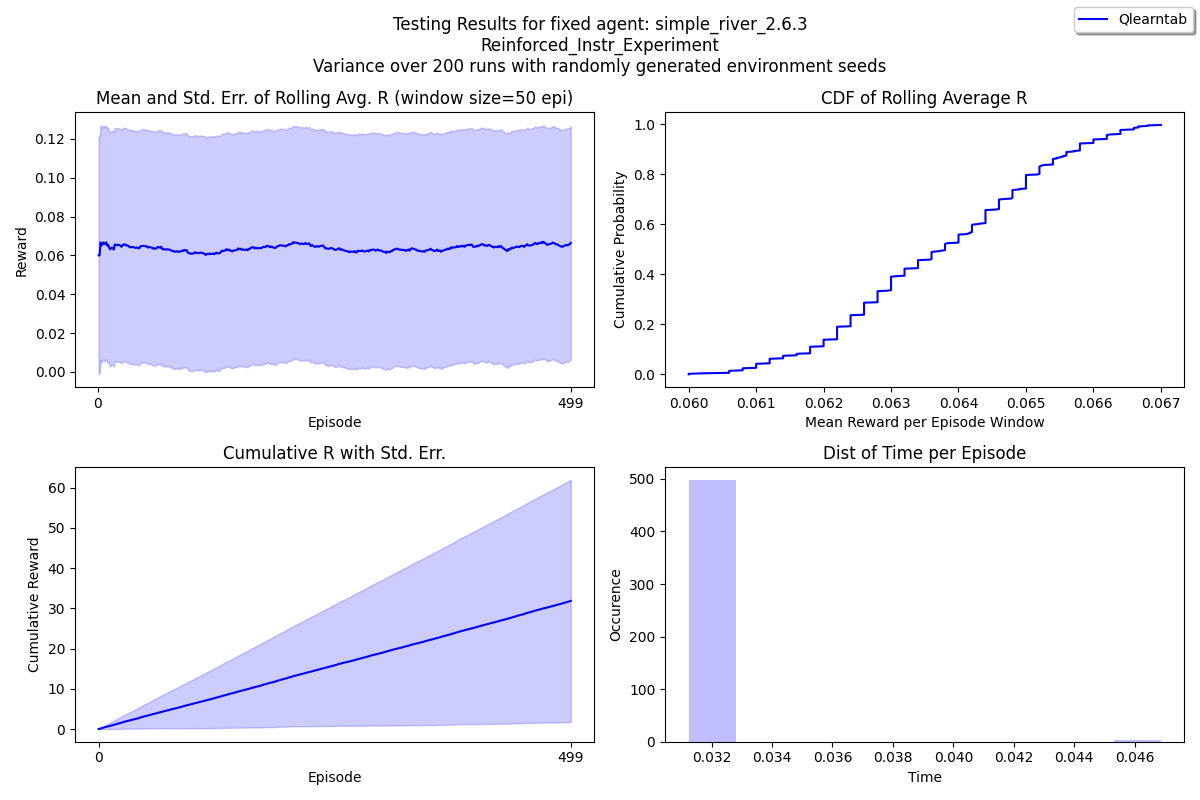 Testing Results for fixed agent: simple_river_2.6.3
Reinforced_Instr_Experiment
Variance over 200 runs with randomly generated environment seeds
Qlearntab
Mean and Std. Err. of Rolling Avg. R (window size=50 epi)
Reward
0.12
0.10
0.08
0.06
0.04
0.02
0.00
0 499
Episode
CDF of Rolling Average R
Cumulative Probability
1.0
0.8
0.6
0.4
0.2
0.0
0.060 0.061 0.062 0.063 0.064 0.065 0.066 0.067
Mean Reward per Episode Window
Cumulative R with Std. Err.
Cumulative Reward
60
50
40
30
20
10
0
0 499
Episode
Dist of Time per Episode
Occurence
500
400
300
200
100
0
0.032 0.034 0.036 0.038 0.040 0.042 0.044 0.046
Time